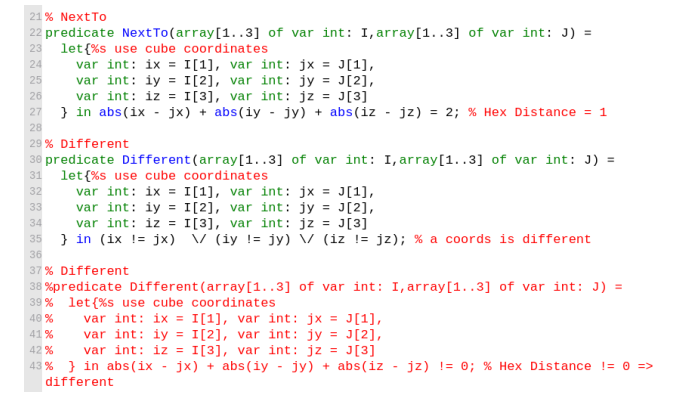 21 % NextTo
22 predicate NextTo(array[1..3] of var int: I,array[1..3] of var int: J) =
23   let{%s use cube coordinates
24     var int: ix = I[1], var int: jx = J[1],
25     var int: iy = I[2], var int: jy = J[2],
26     var int: iz = I[3], var int: jz = J[3]
27   } in abs(ix - jx) + abs(iy - jy) + abs(iz - jz) = 2; % Hex Distance = 1
28
29 % Different
30 predicate Different(array[1..3] of var int: I,array[1..3] of var int: J) =
31   let{%s use cube coordinates
32     var int: ix = I[1], var int: jx = J[1],
33     var int: iy = I[2], var int: jy = J[2],
34     var int: iz = I[3], var int: jz = J[3]
35   } in (ix != jx)  \/ (iy != jy) \/ (iz != jz); % a coords is different
36
37 % Different
38 %predicate Different(array[1..3] of var int: I,array[1..3] of var int: J) =
39 %  let{%s use cube coordinates
40 %    var int: ix = I[1], var int: jx = J[1],
41 %    var int: iy = I[2], var int: jy = J[2],
42 %    var int: iz = I[3], var int: jz = J[3]
43 %  } in abs(ix - jx) + abs(iy - jy) + abs(iz - jz) != 0; % Hex Distance != 0 =>
different